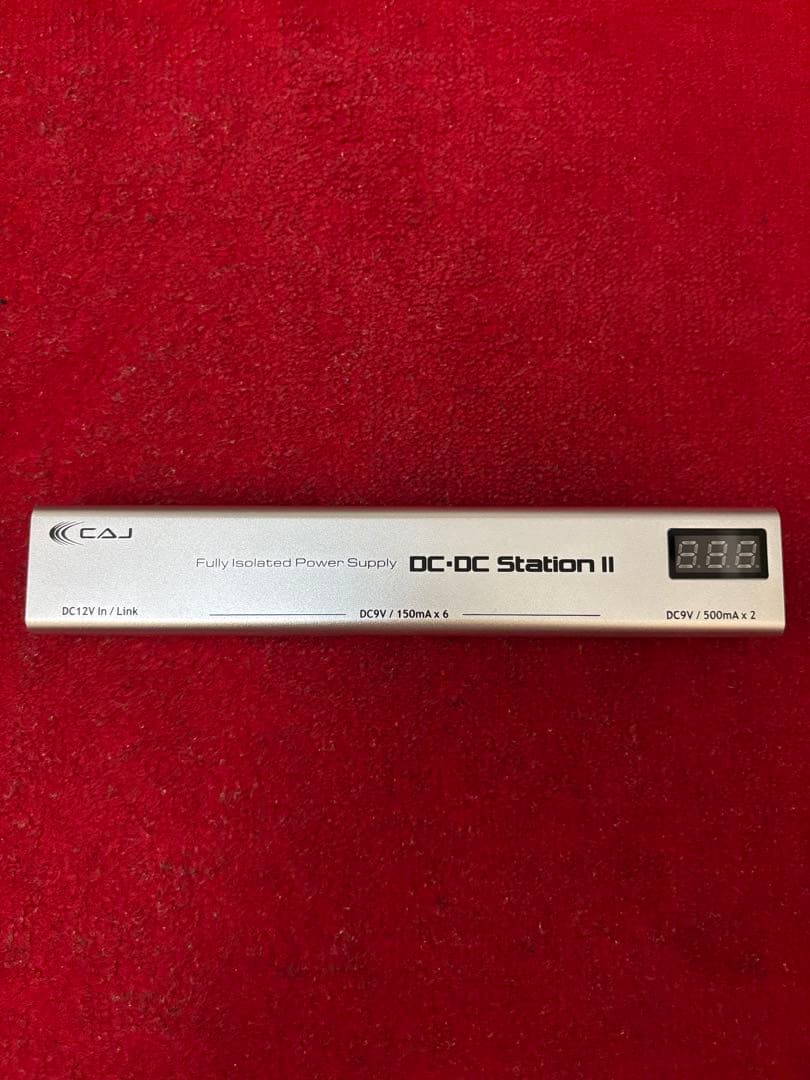 CAJ
Fully Isolated Power Supply DC-DC Station II
DC12V In / Link
DC9V / 150mA x 6
DC9V / 500mA x 2